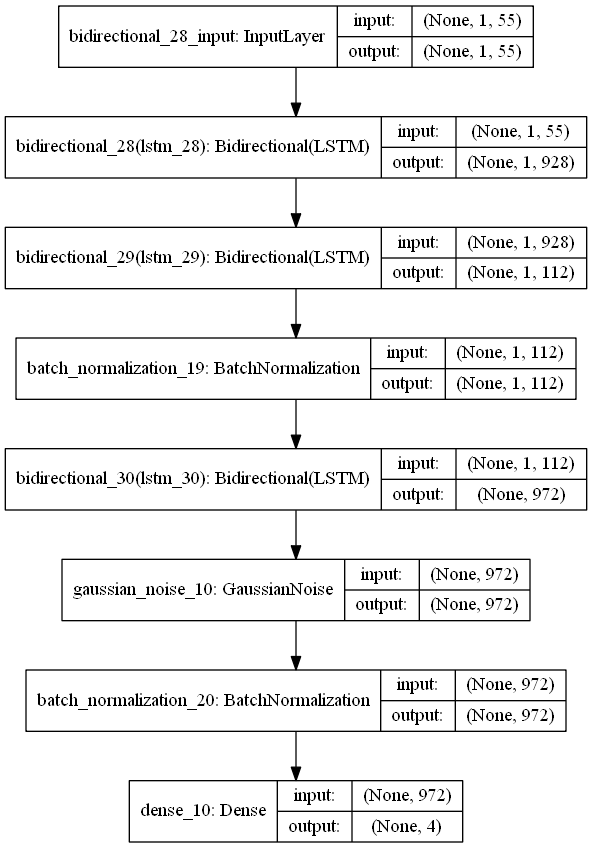 bidirectional_28_input: InputLayer
input: (None, 1, 55)
output: (None, 1, 55)
bidirectional_28(lstm_28): Bidirectional(LSTM)
input: (None, 1, 55)
output: (None, 1, 928)
bidirectional_29(lstm_29): Bidirectional(LSTM)
input: (None, 1, 928)
output: (None, 1, 112)
batch_normalization_19: BatchNormalization
input: (None, 1, 112)
output: (None, 1, 112)
bidirectional_30(lstm_30): Bidirectional(LSTM)
input: (None, 1, 112)
output: (None, 972)
gaussian_noise_10: GaussianNoise
input: (None, 972)
output: (None, 972)
batch_normalization_20: BatchNormalization
input: (None, 972)
output: (None, 972)
dense_10: Dense
input: (None, 972)
output: (None, 4)